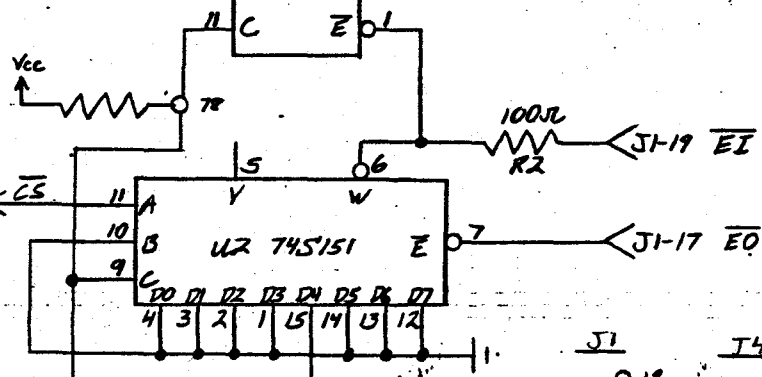 11 C E 1
Vcc
78
100Ω
J1-19 EI
R2
5 6
CS 11 A Y W
10 B U2 74S151 E 7 J1-17 EO
9 C
D0 D1 D2 D3 D4 D5 D6 D7
4 3 2 1 15 14 13 12
J1 J4